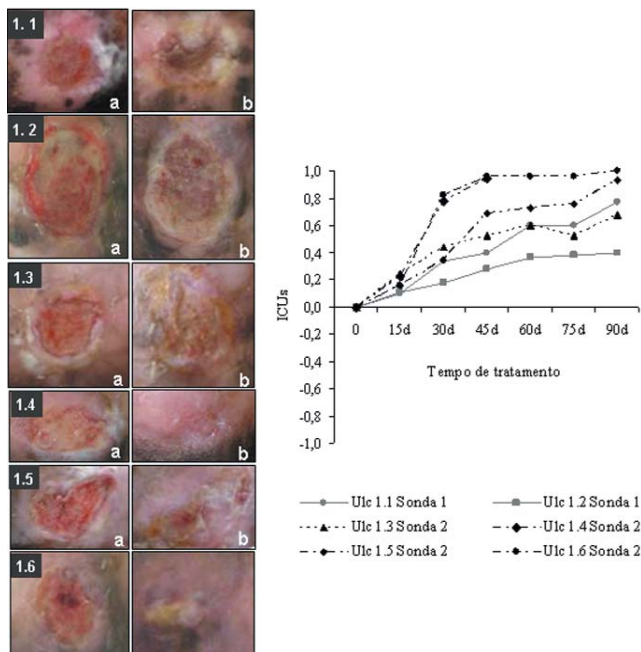 1. 1
a
b
1. 2
a
b
1.3
a
b
1.4
a
b
1.5
a
b
1.6
1,0
0,8
0,6
0,4
0,2
0,0
-0,2
-0,4
-0,6
-0,8
-1,0
ICUs
0 15d 30d 45d 60d 75d 90d
Tempo de tratamento
Ulc 1.1 Sonda 1 Ulc 1.2 Sonda 1
Ulc 1.3 Sonda 2 Ulc 1.4 Sonda 2
Ulc 1.5 Sonda 2 Ulc 1.6 Sonda 2